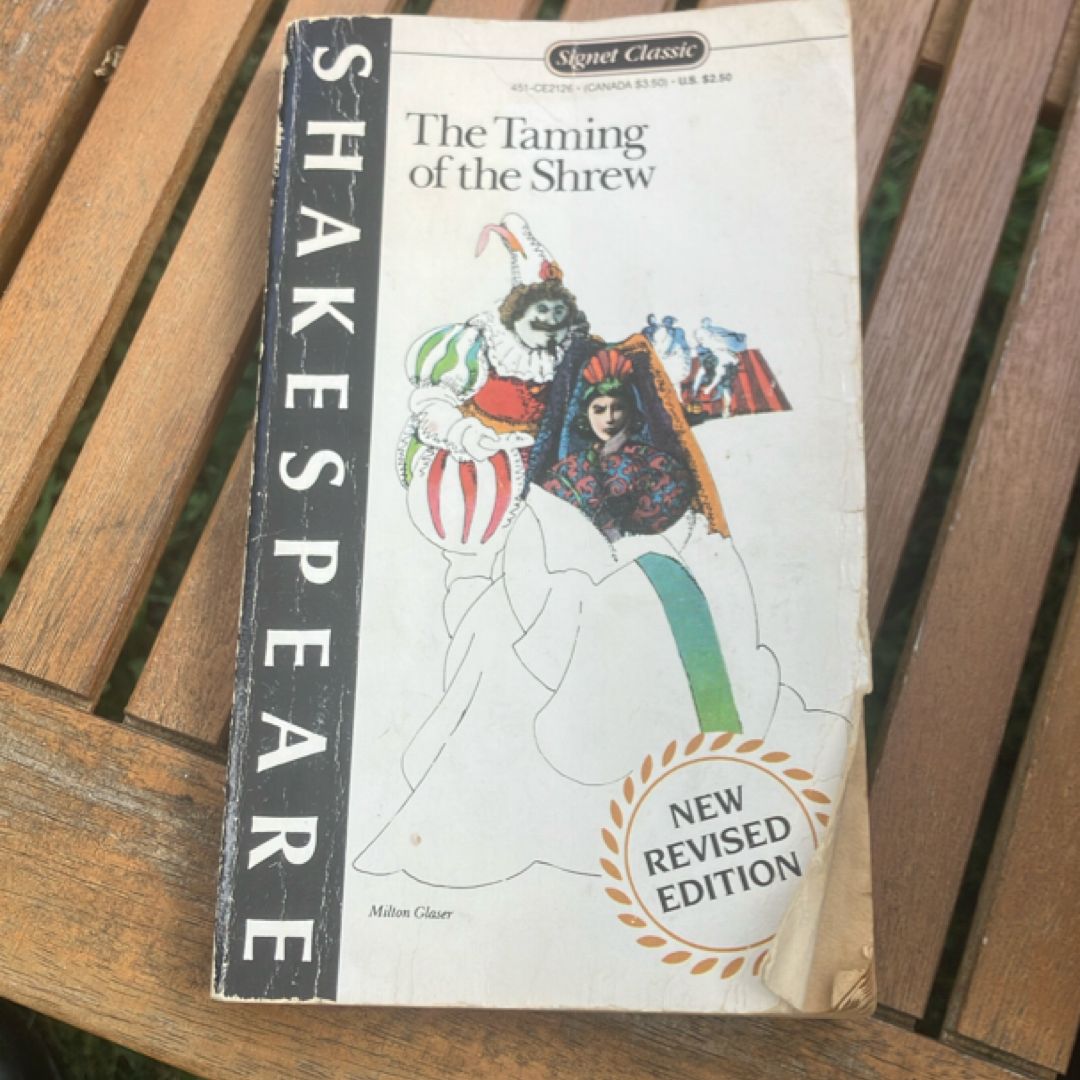 SHAKESPEARE
Signet Classic
451-CE2126 • (CANADA $3.50) • U.S. $2.50
The Taming
of the Shrew
NEW
REVISED
EDITION
Milton Glaser